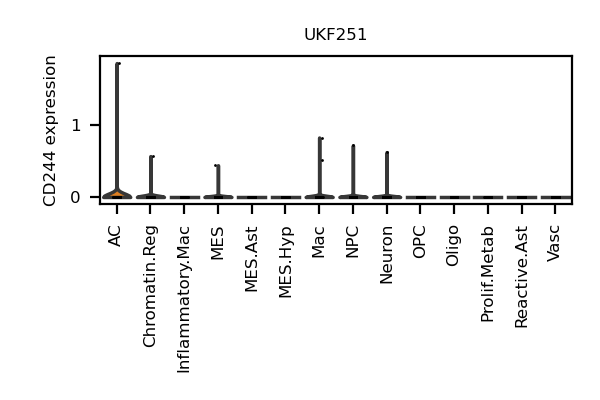 UKF251
CD244 expression
1
0
AC
Chromatin.Reg
Inflammatory.Mac
MES
MES.Ast
MES.Hyp
Mac
NPC
Neuron
OPC
Oligo
Prolif.Metab
Reactive.Ast
Vasc